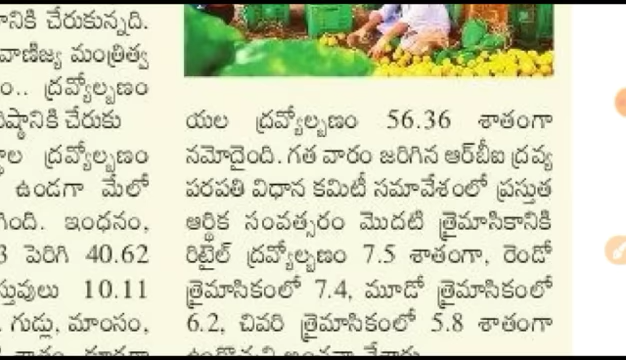 నికి చేరుకున్నది.
వాణిజ్య మంత్రిత్వ
ద్రవ్యోల్బణం
చేరుకు
ద్రవ్యోల్బణం
ఉండగా మేలో
ఇంధనం,
3 పెరిగి 40.62
10.11
గుడ్లు, మాంసం,
యల ద్రవ్యోల్బణం 56.36 శాతంగా
నమోదైంది. గత వారం జరిగిన ఆర్‌బీఐ ద్రవ్య
పరపతి విధాన కమిటీ సమావేశంలో ప్రస్తుత
ఆర్థిక సంవత్సరం మొదటి త్రైమాసికానికి
రిటైల్ ద్రవ్యోల్బణం 7.5 శాతంగా, రెండో
త్రైమాసికంలో 7.4, మూడో త్రైమాసికంలో
6.2, చివరి త్రైమాసికంలో 5.8 శాతంగా